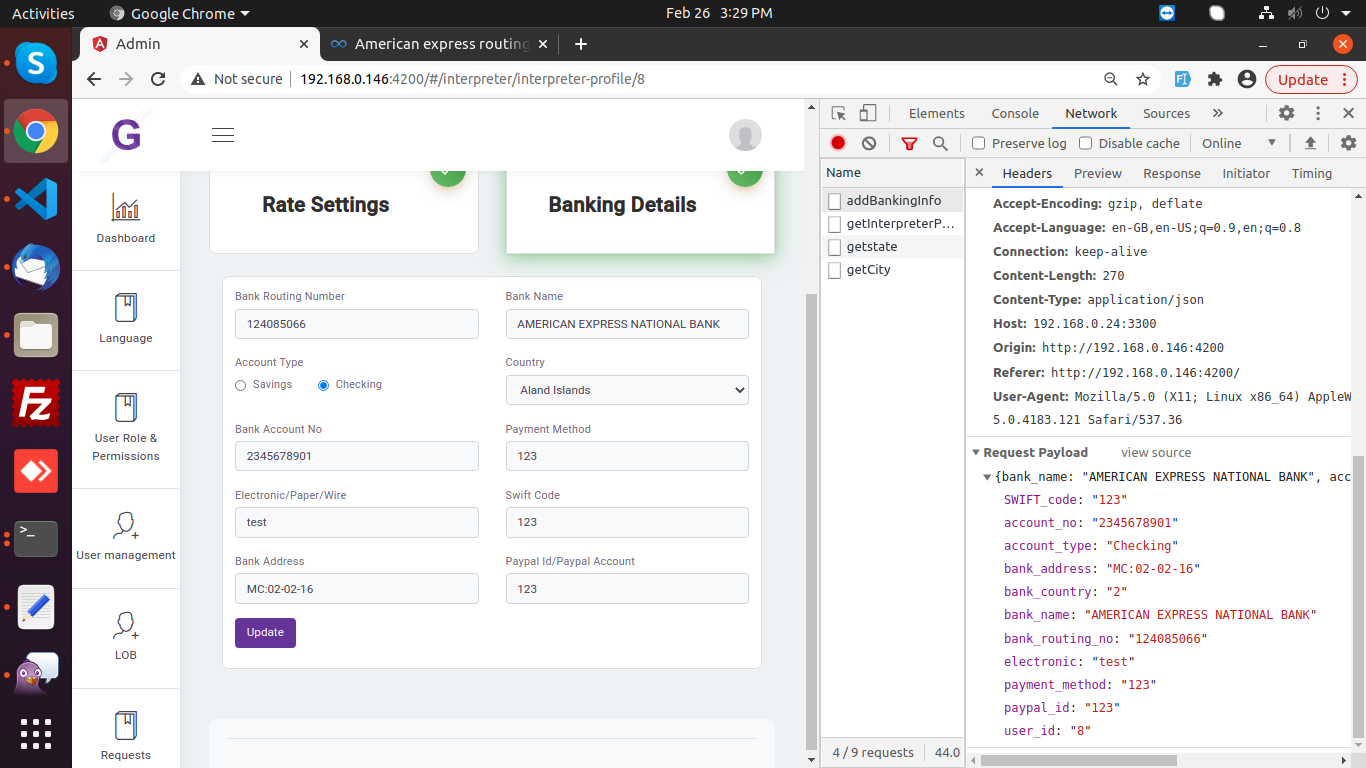 Activities
Google Chrome
Feb 26 3:29 PM
Admin
American express routing
Not secure
192.168.0.146:4200/#/interpreter/interpreter-profile/8
Update
G
Dashboard
Language
User Role &
Permissions
User management
LOB
Requests
Rate Settings
Banking Details
Bank Routing Number
Bank Name
124085066
AMERICAN EXPRESS NATIONAL BANK
Account Type
Country
Savings
Checking
Aland Islands
Bank Account No
Payment Method
2345678901
123
Electronic/Paper/Wire
Swift Code
test
123
Bank Address
Paypal Id/Paypal Account
MC:02-02-16
123
Update
Elements
Console
Network
Sources
Preserve log
Disable cache
Online
Name
addBankingInfo
getInterpreterP…
getstate
getCity
4 / 9 requests
44.0
Headers
Preview
Response
Initiator
Timing
Accept-Encoding: gzip, deflate
Accept-Language: en-GB,en-US;q=0.9,en;q=0.8
Connection: keep-alive
Content-Length: 270
Content-Type: application/json
Host: 192.168.0.24:3300
Origin: http://192.168.0.146:4200
Referer: http://192.168.0.146:4200/
User-Agent: Mozilla/5.0 (X11; Linux x86_64) AppleW
5.0.4183.121 Safari/537.36
Request Payload
view source
{bank_name: "AMERICAN EXPRESS NATIONAL BANK", acc
SWIFT_code: "123"
account_no: "2345678901"
account_type: "Checking"
bank_address: "MC:02-02-16"
bank_country: "2"
bank_name: "AMERICAN EXPRESS NATIONAL BANK"
bank_routing_no: "124085066"
electronic: "test"
payment_method: "123"
paypal_id: "123"
user_id: "8"